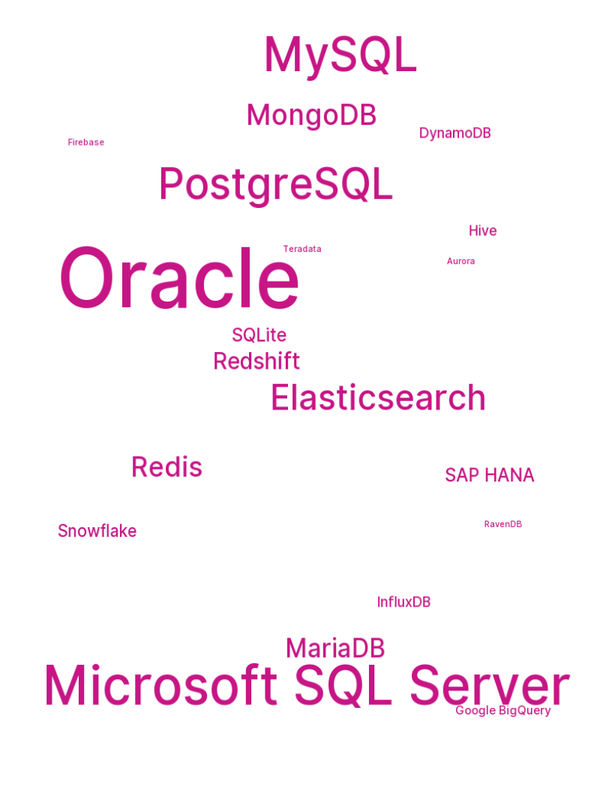 MySQL
MongoDB
DynamoDB
Firebase
PostgreSQL
Hive
Teradata
Aurora
Oracle
SQLite
Redshift
Elasticsearch
Redis
SAP HANA
RavenDB
Snowflake
InfluxDB
MariaDB
Microsoft SQL Server
Google BigQuery